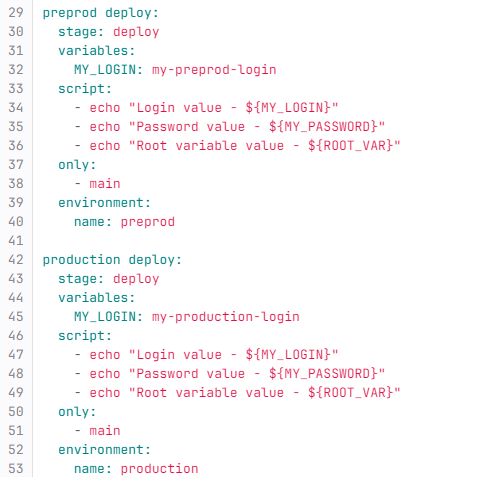 29 preprod deploy:
30   stage: deploy
31   variables:
32     MY_LOGIN: my-preprod-login
33   script:
34     - echo "Login value - ${MY_LOGIN}"
35     - echo "Password value - ${MY_PASSWORD}"
36     - echo "Root variable value - ${ROOT_VAR}"
37   only:
38     - main
39   environment:
40     name: preprod
41
42 production deploy:
43   stage: deploy
44   variables:
45     MY_LOGIN: my-production-login
46   script:
47     - echo "Login value - ${MY_LOGIN}"
48     - echo "Password value - ${MY_PASSWORD}"
49     - echo "Root variable value - ${ROOT_VAR}"
50   only:
51     - main
52   environment:
53     name: production